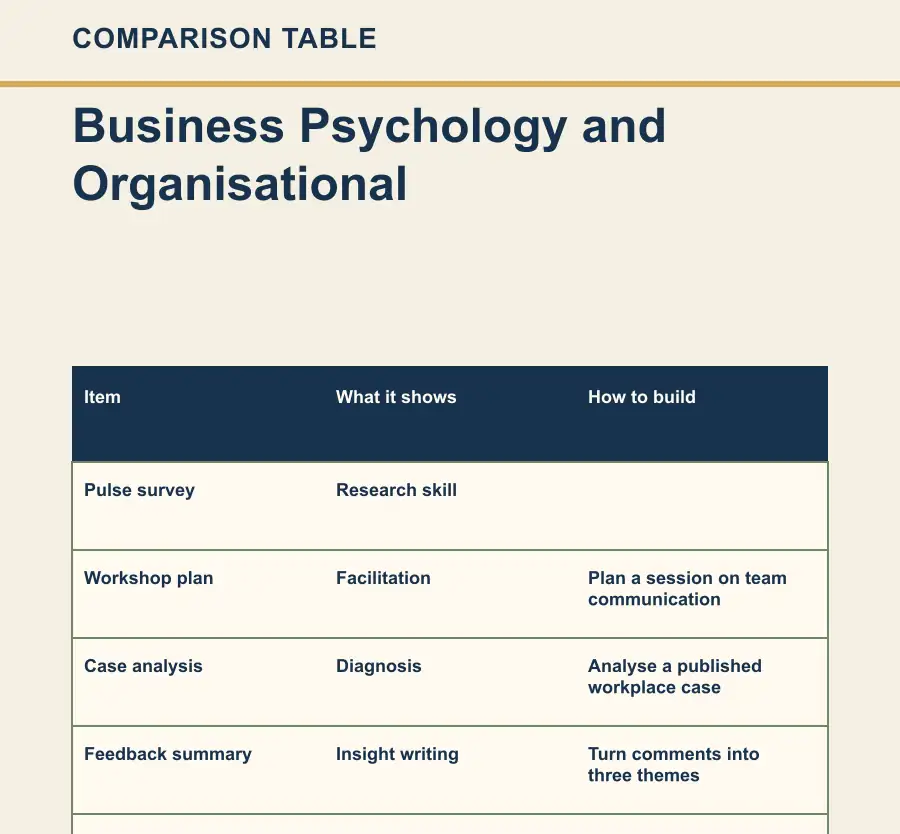 COMPARISON TABLE
Business Psychology and
Organisational
Item What it shows How to build
Pulse survey Research skill
Workshop plan Facilitation Plan a session on team
communication
Case analysis Diagnosis Analyse a published
workplace case
Feedback summary Insight writing Turn comments into
three themes